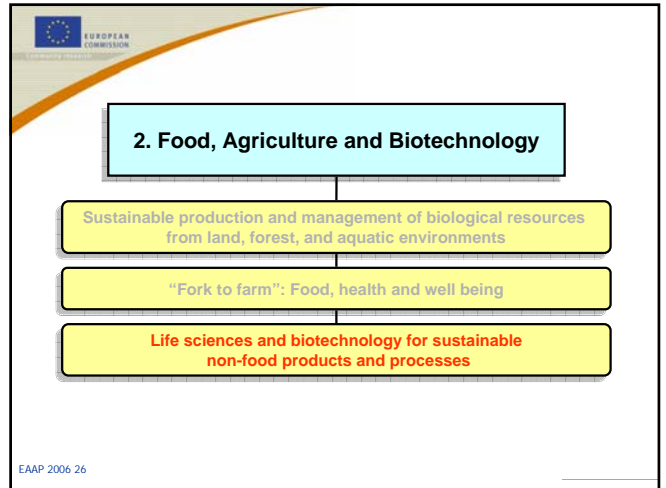 EUROPEAN
COMMISSION
Community research
2. Food, Agriculture and Biotechnology
Sustainable production and management of biological resources
from land, forest, and aquatic environments
“Fork to farm”: Food, health and well being
Life sciences and biotechnology for sustainable
non-food products and processes
EAAP 2006 26